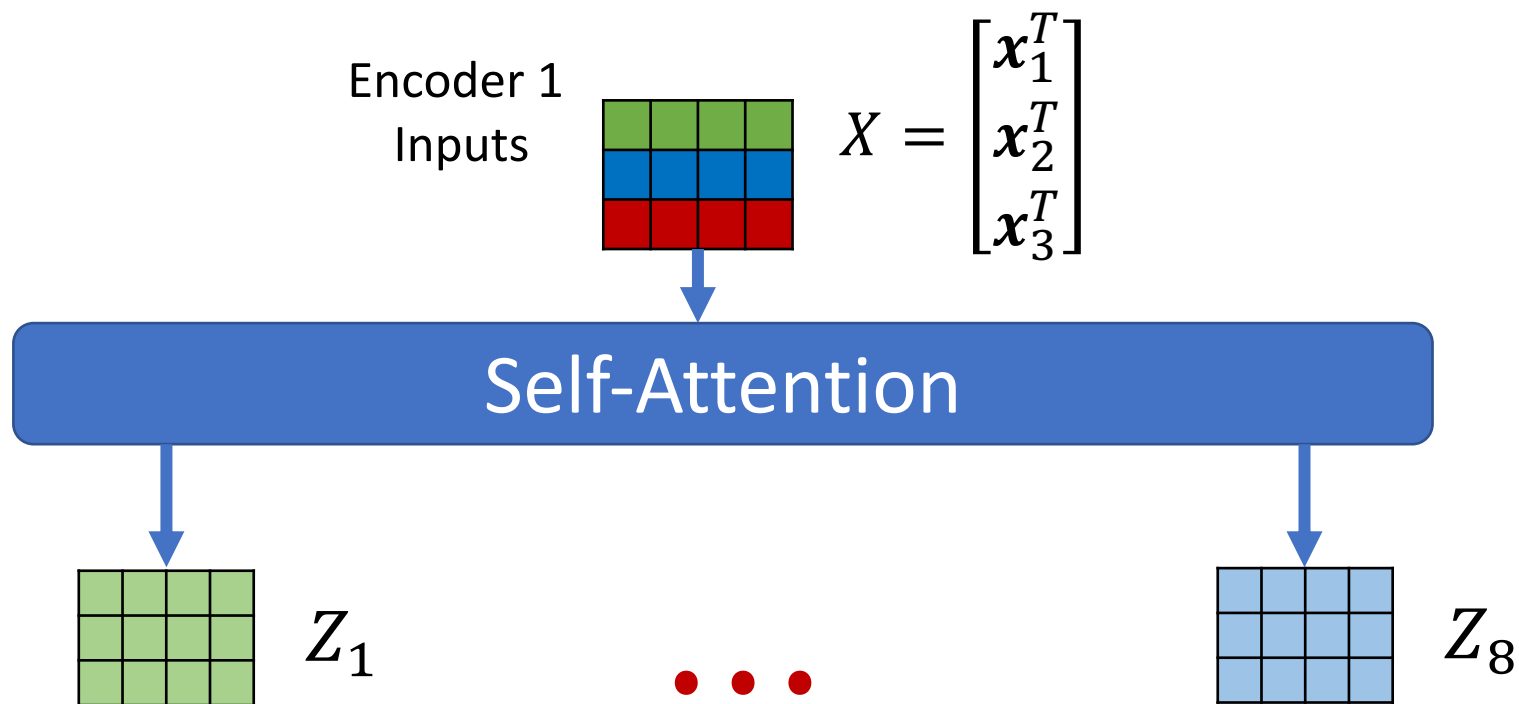 Encoder 1
Inputs
X = [x₁ᵀ
x₂ᵀ
x₃ᵀ]
Self-Attention
Z₁
Z₈